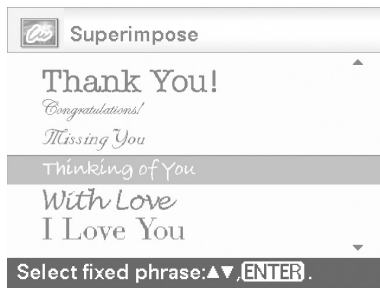 Superimpose
Thank You!
Congratulations!
Missing You
Thinking of You
With Love
I Love You
Select fixed phrase:▲▼,ENTER.